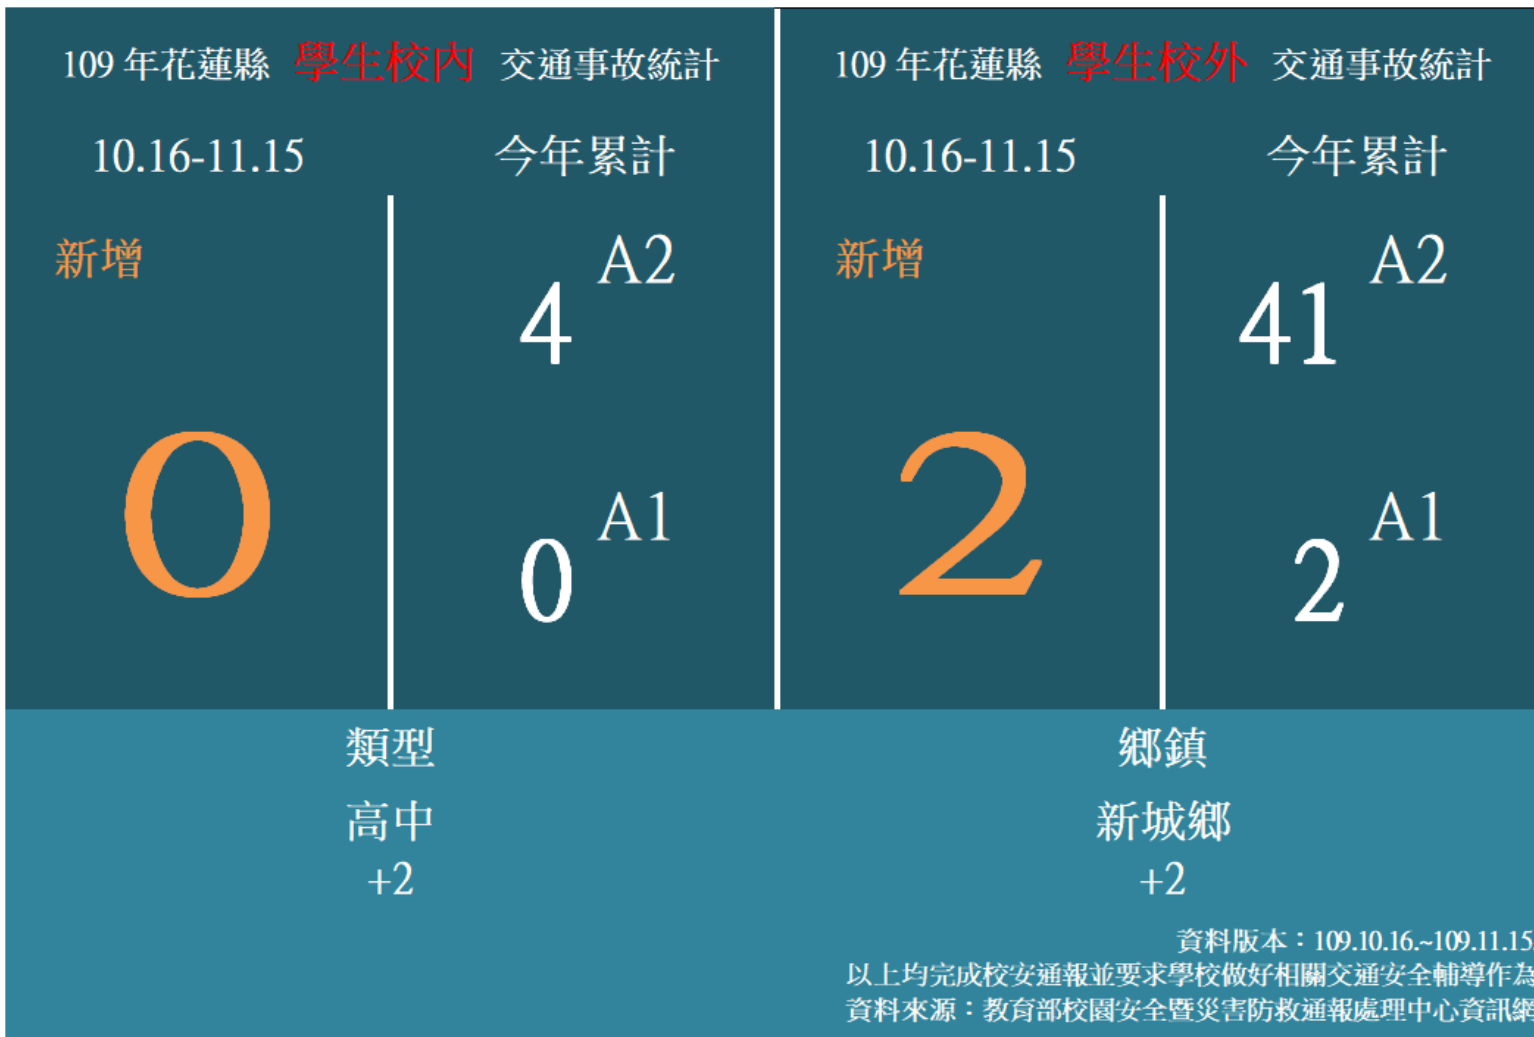 109 年花蓮縣 學生校內 交通事故統計
10.16-11.15 今年累計
新增
0
A2
4
A1
0
109 年花蓮縣 學生校外 交通事故統計
10.16-11.15 今年累計
新增
2
A2
41
A1
2
類型
高中
+2
鄉鎮
新城鄉
+2
資料版本：109.10.16.~109.11.15.
以上均完成校安通報並要求學校做好相關交通安全輔導作為
資料來源：教育部校園安全暨災害防救通報處理中心資訊網